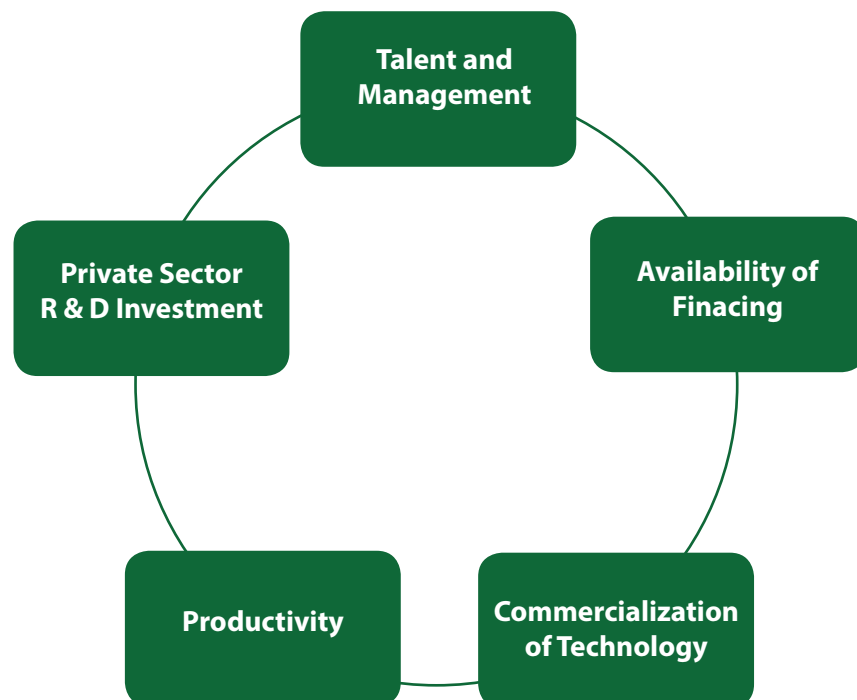 Talent and
Management
Availability of
Finacing
Commercialization
of Technology
Productivity
Private Sector
R & D Investment